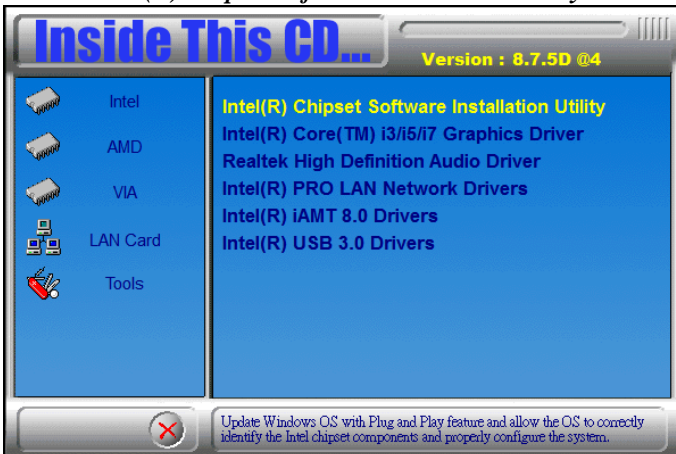 Inside This CD...
Version : 8.7.5D @4
Intel
AMD
VIA
LAN Card
Tools
Intel(R) Chipset Software Installation Utility
Intel(R) Core(TM) i3/i5/i7 Graphics Driver
Realtek High Definition Audio Driver
Intel(R) PRO LAN Network Drivers
Intel(R) iAMT 8.0 Drivers
Intel(R) USB 3.0 Drivers
Update Windows OS with Plug and Play feature and allow the OS to correctly
identify the Intel chipset components and properly configure the system.